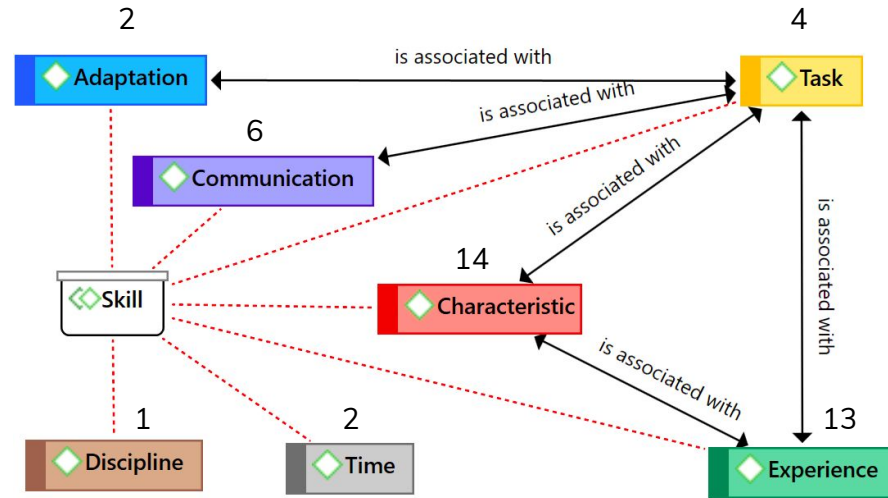 2
4
Adaptation
is associated with
Task
is associated with
6
Communication
is associated with
is associated with
14
Skill
Characteristic
is associated with
1
2
13
Discipline
Time
Experience